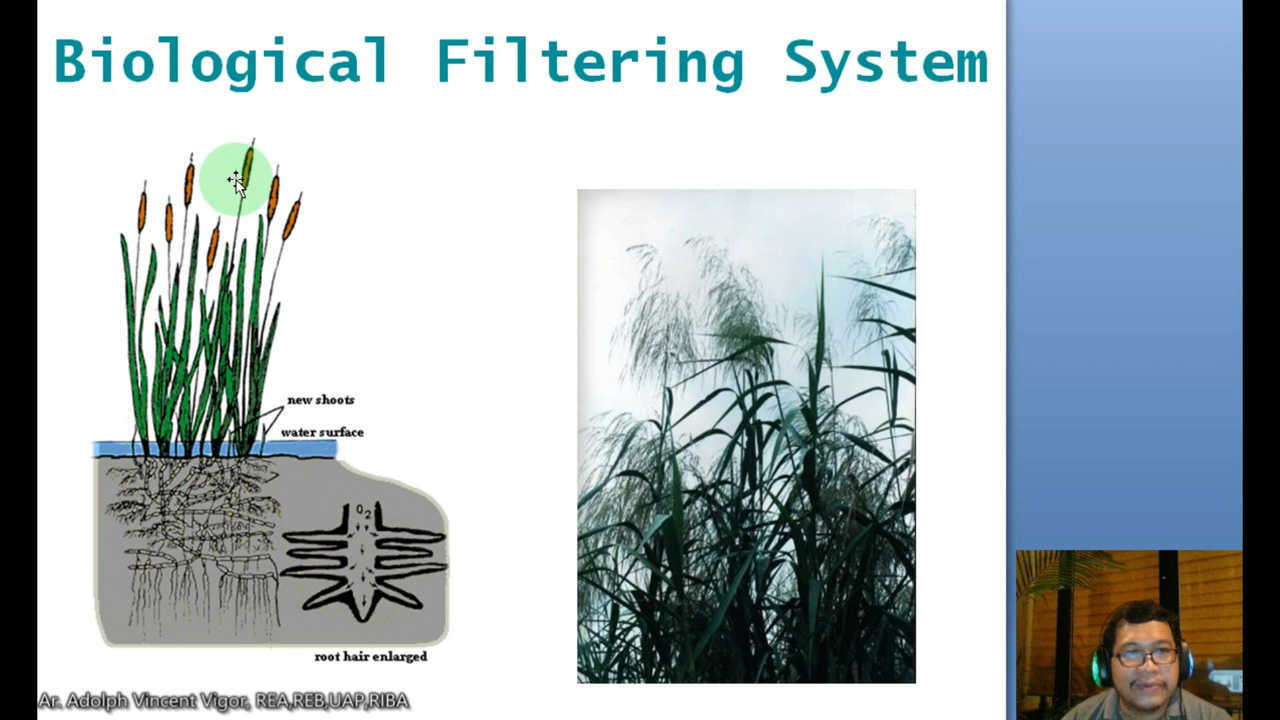 Biological Filtering System
new shoots
water surface
O2
root hair enlarged
Ar. Adolph Vincent Vigor, REA,REB,UAP,RIBA